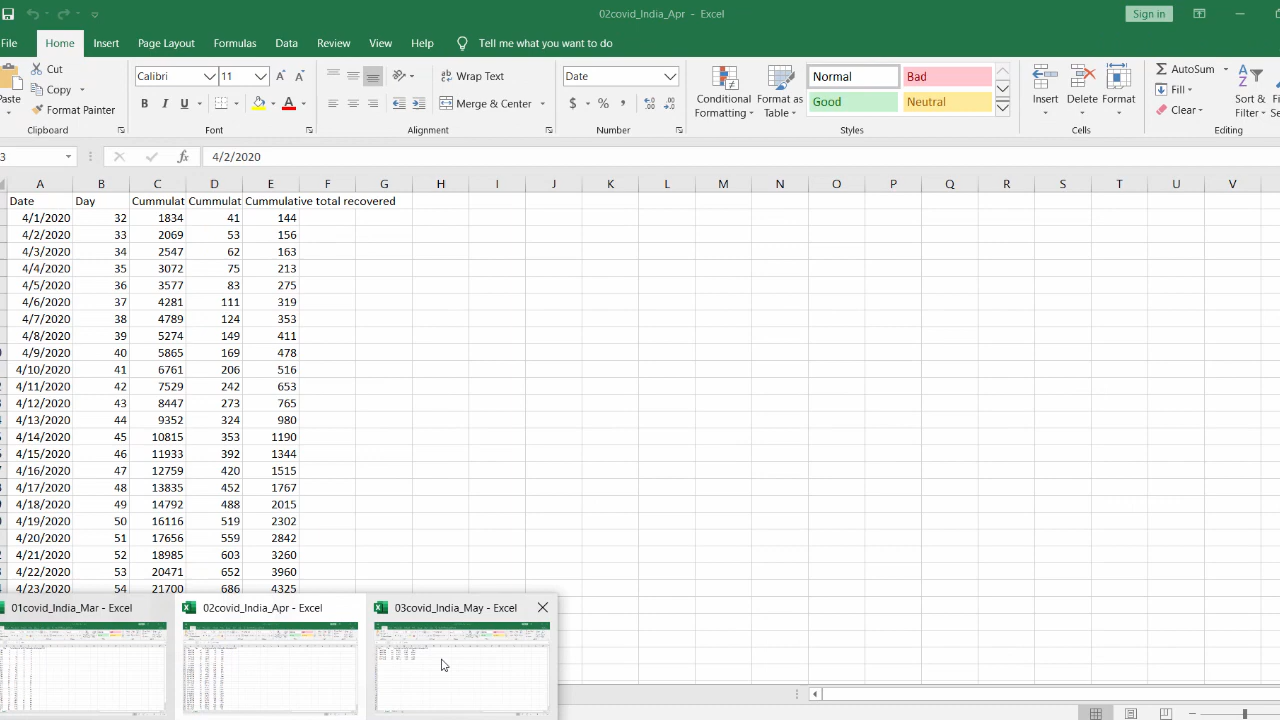 02covid_India_Apr - Excel
Sign in
File Home Insert Page Layout Formulas Data Review View Help Tell me what you want to do
Cut
Copy
Format Painter
Paste
Clipboard
Calibri 11
B I U
Font
Wrap Text
Merge & Center
Alignment
Date
$ % ,
Number
Conditional Formatting
Format as Table
Normal Bad
Good Neutral
Styles
Insert Delete Format
Cells
AutoSum
Fill
Clear
Sort &
Filter
Editing
3 fx 4/2/2020
A B C D E F G H I J K L M N O P Q R S T U V
Date Day Cummulat Cummulat Cummulative total recovered
4/1/2020 32 1834 41 144
4/2/2020 33 2069 53 156
4/3/2020 34 2547 62 163
4/4/2020 35 3072 75 213
4/5/2020 36 3577 83 275
4/6/2020 37 4281 111 319
4/7/2020 38 4789 124 353
4/8/2020 39 5274 149 411
4/9/2020 40 5865 169 478
4/10/2020 41 6761 206 516
4/11/2020 42 7529 242 653
4/12/2020 43 8447 273 765
4/13/2020 44 9352 324 980
4/14/2020 45 10815 353 1190
4/15/2020 46 11933 392 1344
4/16/2020 47 12759 420 1515
4/17/2020 48 13835 452 1767
4/18/2020 49 14792 488 2015
4/19/2020 50 16116 519 2302
4/20/2020 51 17656 559 2842
4/21/2020 52 18985 603 3260
4/22/2020 53 20471 652 3960
4/23/2020 54 21700 686 4325
01covid_India_Mar - Excel 02covid_India_Apr - Excel 03covid_India_May - Excel